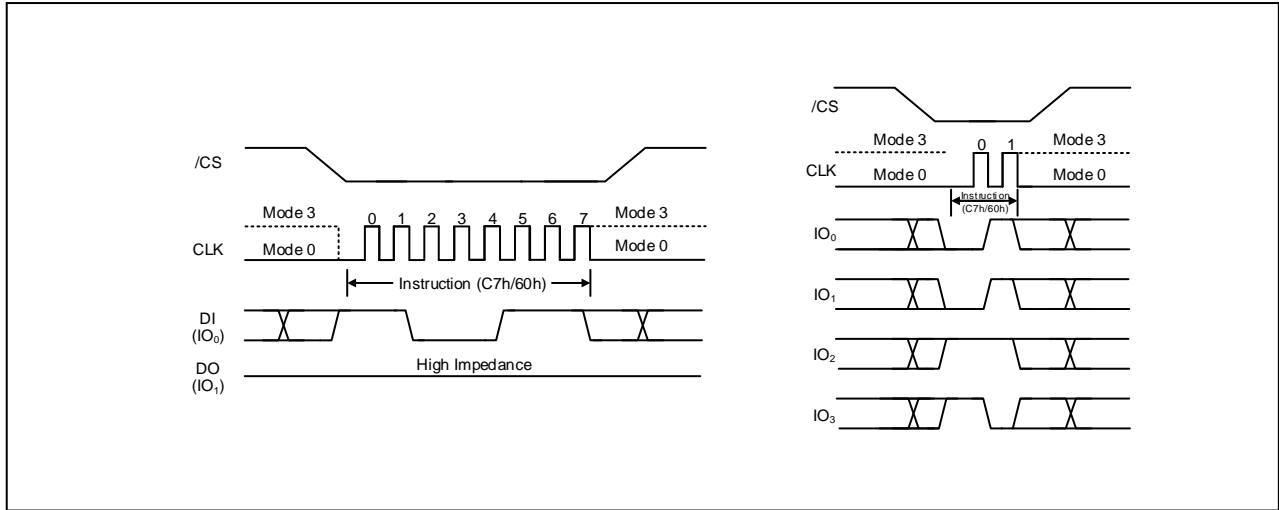 /CS
Mode 3
0 1 2 3 4 5 6 7
Mode 3
CLK
Mode 0
Mode 0
Instruction (C7h/60h)
DI
(IO₀)
DO
(IO₁)
High Impedance
/CS
Mode 3
0 1
Mode 3
CLK
Mode 0
Mode 0
Instruction
(C7h/60h)
IO₀
IO₁
IO₂
IO₃